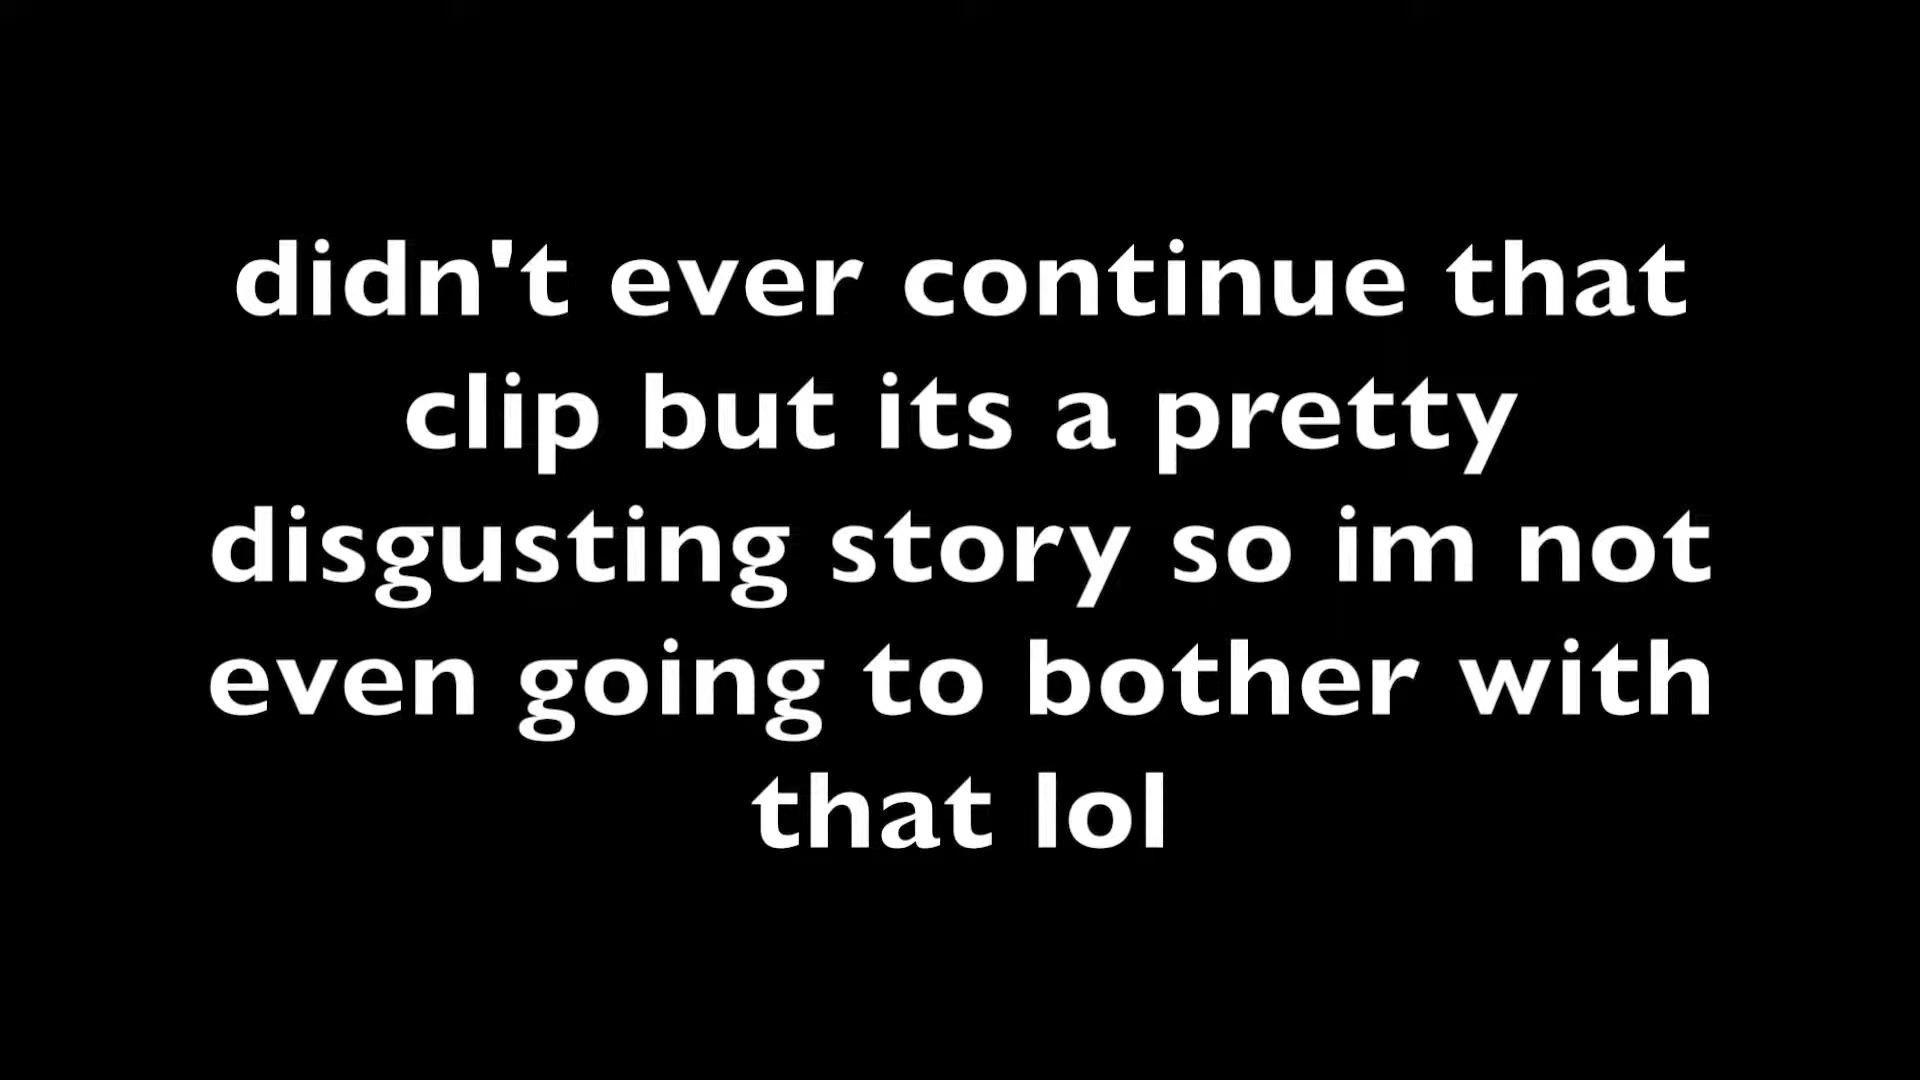 didn't ever continue that
clip but its a pretty
disgusting story so im not
even going to bother with
that lol